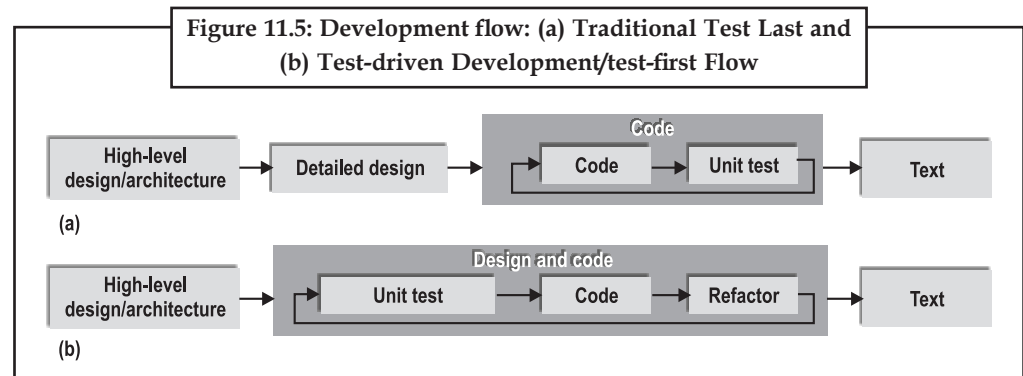 Figure 11.5: Development flow: (a) Traditional Test Last and
(b) Test-driven Development/test-first Flow
Code
High-level
design/architecture
Detailed design
Code
Unit test
Text
(a)
Design and code
High-level
design/architecture
Unit test
Code
Refactor
Text
(b)